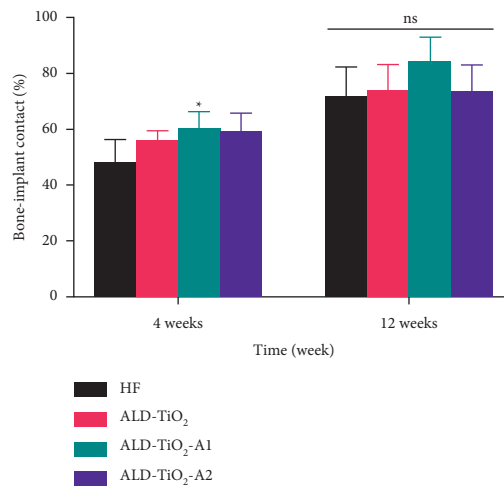 100
80
60
40
20
0
Bone-implant contact (%)
*
ns
4 weeks
12 weeks
Time (week)
HF
ALD-TiO₂
ALD-TiO₂-A1
ALD-TiO₂-A2